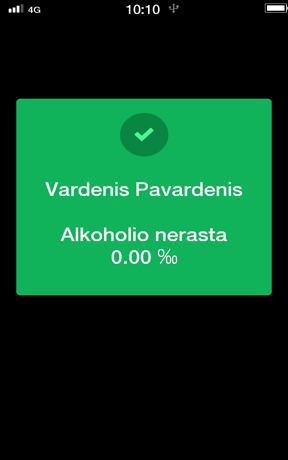 4G 10:10
Vardenis Pavardenis
Alkoholio nerasta
0.00 ‰